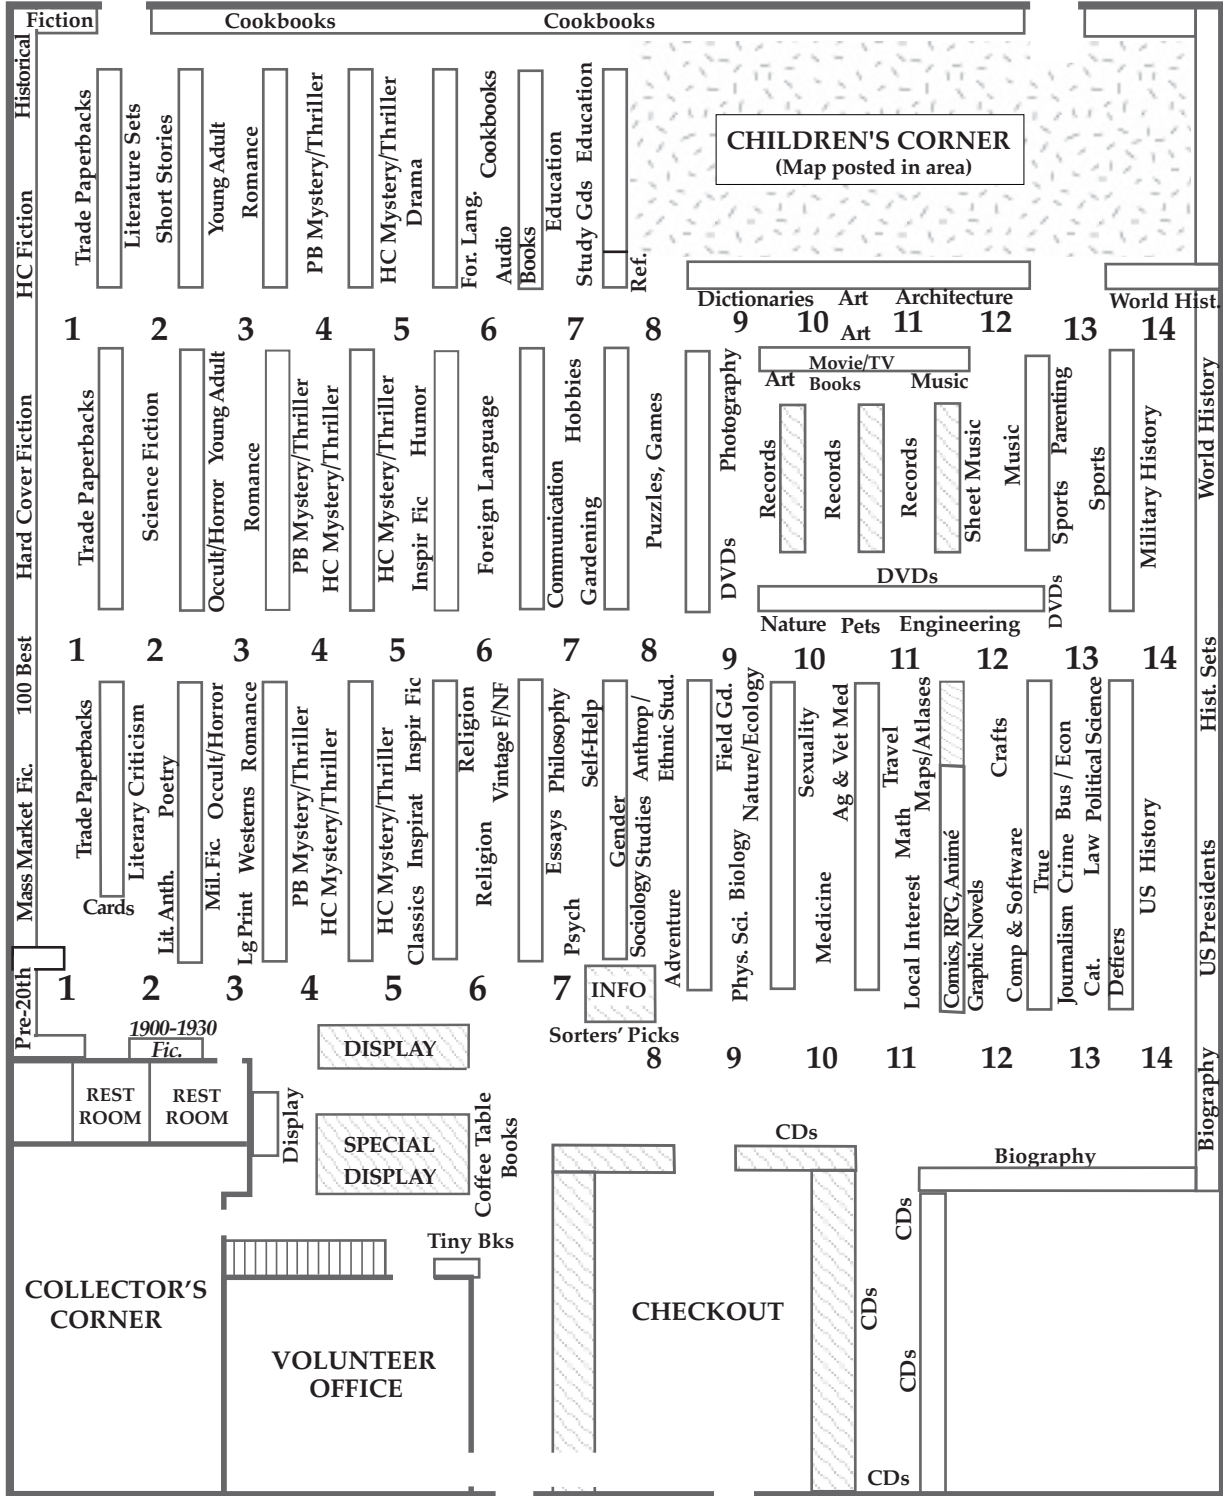 Fiction
Cookbooks
Cookbooks
Historical
HC Fiction
Trade Paperbacks
Literature Sets
Short Stories
Young Adult
Romance
PB Mystery/Thriller
HC Mystery/Thriller
Drama
For. Lang.
Cookbooks
Audio
Books
Education
Study Gds
Education
Ref.
CHILDREN'S CORNER
(Map posted in area)
Dictionaries
Art
Architecture
World Hist.
1
2
3
4
5
6
7
8
9
10
11
12
13
14
Art
Hard Cover Fiction
Trade Paperbacks
Science Fiction
Occult/Horror
Young Adult
Romance
PB Mystery/Thriller
HC Mystery/Thriller
HC Mystery/Thriller
Inspir Fic
Humor
Foreign Language
Communication
Hobbies
Gardening
Puzzles, Games
DVDs
Photography
Movie/TV
Books
Art
Music
Records
Records
Records
Sheet Music
Music
Sports
Parenting
Sports
Military History
World History
DVDs
DVDs
Nature
Pets
Engineering
1
2
3
4
5
6
7
8
9
10
11
12
13
14
100 Best
Mass Market Fic.
Trade Paperbacks
Cards
Literary Criticism
Lit. Anth.
Poetry
Mil. Fic.
Occult/Horror
Lg Print
Westerns
Romance
PB Mystery/Thriller
HC Mystery/Thriller
HC Mystery/Thriller
Classics
Inspirat
Inspir Fic
Religion
Religion
Vintage F/NF
Essays
Philosophy
Psych
Self-Help
Gender
Sociology Studies
Anthrop /
Ethnic Stud.
Adventure
Field Gd.
Phys. Sci.
Biology
Nature/Ecology
Sexuality
Medicine
Ag & Vet Med
Travel
Math
Local Interest
Maps/Atlases
Comics, RPG, Animé
Graphic Novels
Crafts
Comp & Software
True
Journalism
Crime
Bus / Econ
Law
Political Science
Cat.
Defiers
US History
Hist. Sets
US Presidents
Biography
Pre-20th
1
2
3
4
5
6
7
INFO
Sorters' Picks
8
9
10
11
12
13
14
1900-1930
Fic.
DISPLAY
REST
ROOM
REST
ROOM
Display
SPECIAL
DISPLAY
Coffee Table
Books
CDs
Biography
CDs
Tiny Bks
COLLECTOR'S
CORNER
CHECKOUT
CDs
VOLUNTEER
OFFICE
CDs
CDs